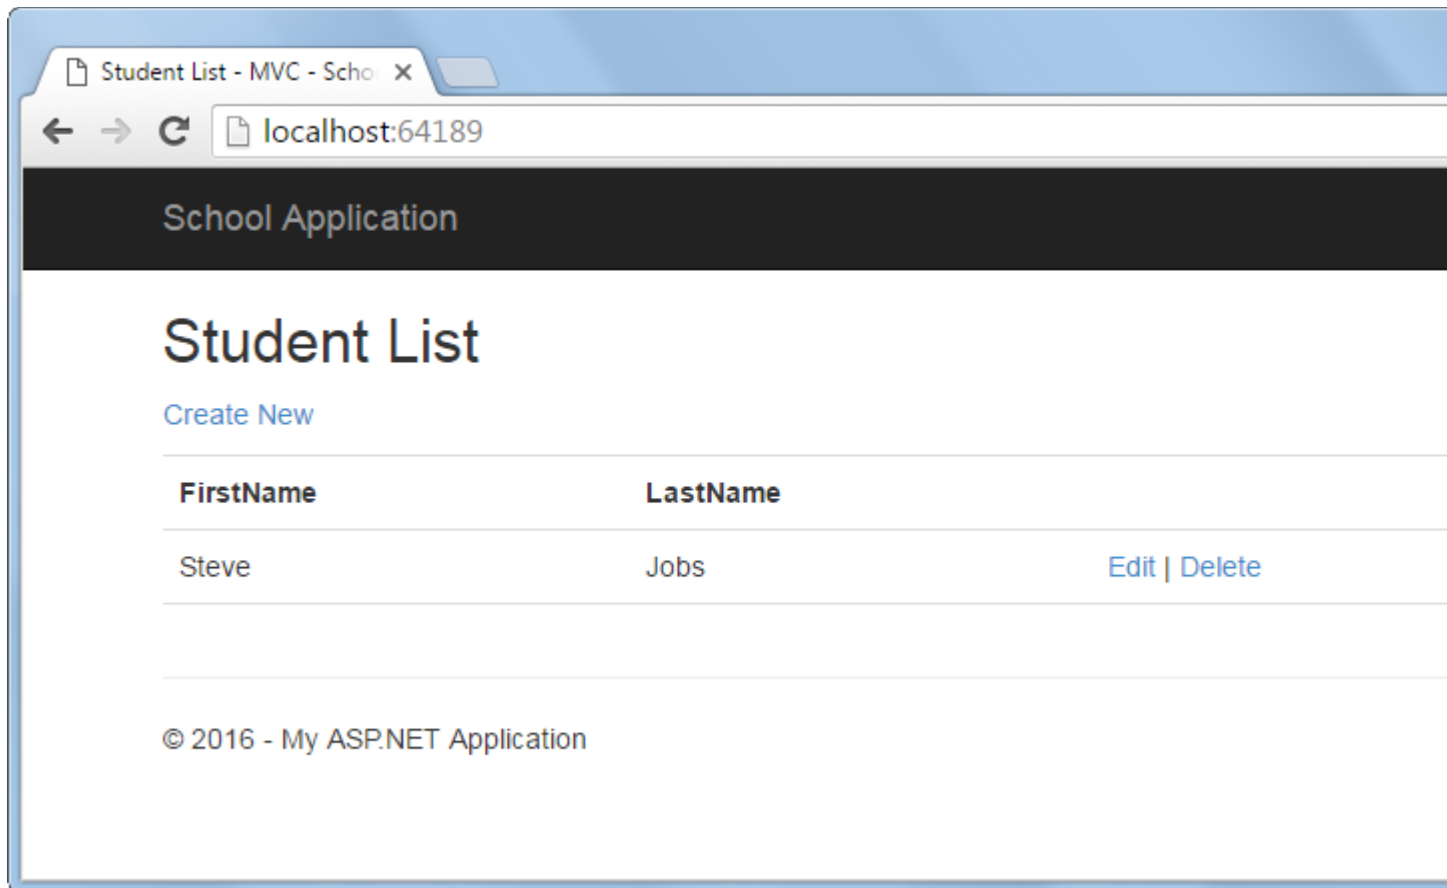 Student List - MVC - Scho
localhost:64189
School Application
Student List
Create New
FirstName LastName
Steve Jobs Edit | Delete
© 2016 - My ASP.NET Application